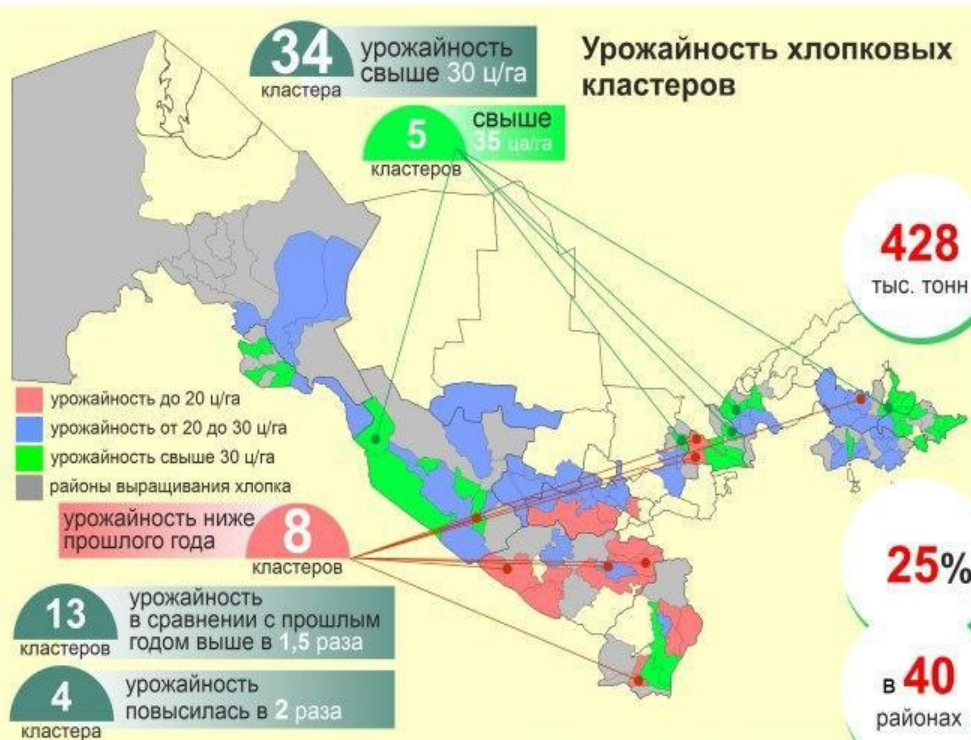 Урожайность хлопковых
кластеров
34
кластера
урожайность
свыше 30 ц/га
5
кластеров
свыше
35 ца/га
428
тыс. тонн
урожайность до 20 ц/га
урожайность от 20 до 30 ц/га
урожайность свыше 30 ц/га
районы выращивания хлопка
урожайность ниже
прошлого года
8
кластеров
25%
13
кластеров
урожайность
в сравнении с прошлым
годом выше в 1,5 раза
в 40
районах
4
кластера
урожайность
повысилась в 2 раза